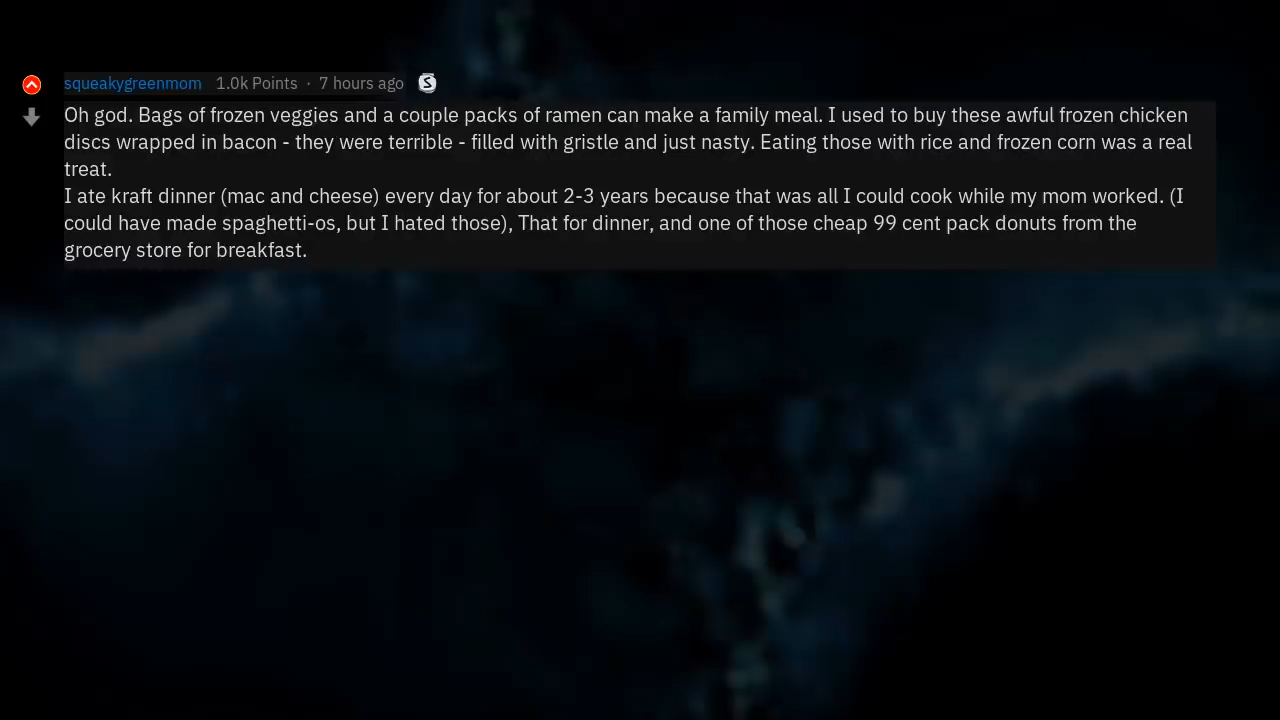 squeakygreenmom 1.0k Points · 7 hours ago S
Oh god. Bags of frozen veggies and a couple packs of ramen can make a family meal. I used to buy these awful frozen chicken
discs wrapped in bacon - they were terrible - filled with gristle and just nasty. Eating those with rice and frozen corn was a real
treat.
I ate kraft dinner (mac and cheese) every day for about 2-3 years because that was all I could cook while my mom worked. (I
could have made spaghetti-os, but I hated those), That for dinner, and one of those cheap 99 cent pack donuts from the
grocery store for breakfast.